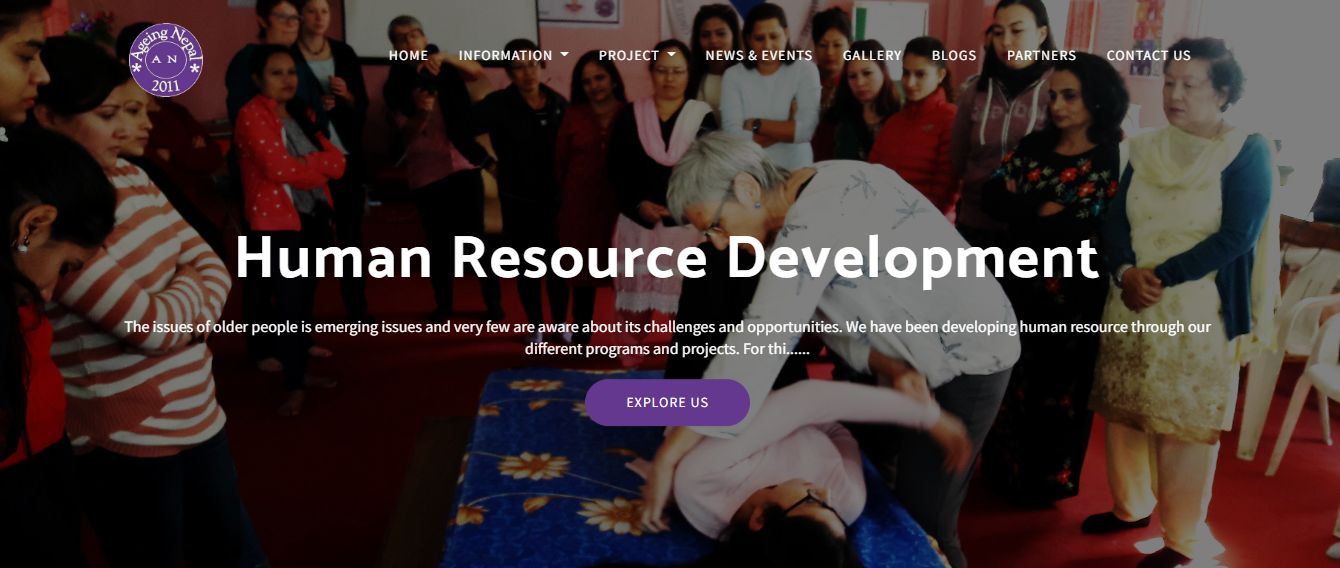 Ageing Nepal
A N
2011
HOME INFORMATION PROJECT NEWS & EVENTS GALLERY BLOGS PARTNERS CONTACT US
Human Resource Development
The issues of older people is emerging issues and very few are aware about its challenges and opportunities. We have been developing human resource through our
different programs and projects. For thi......
EXPLORE US